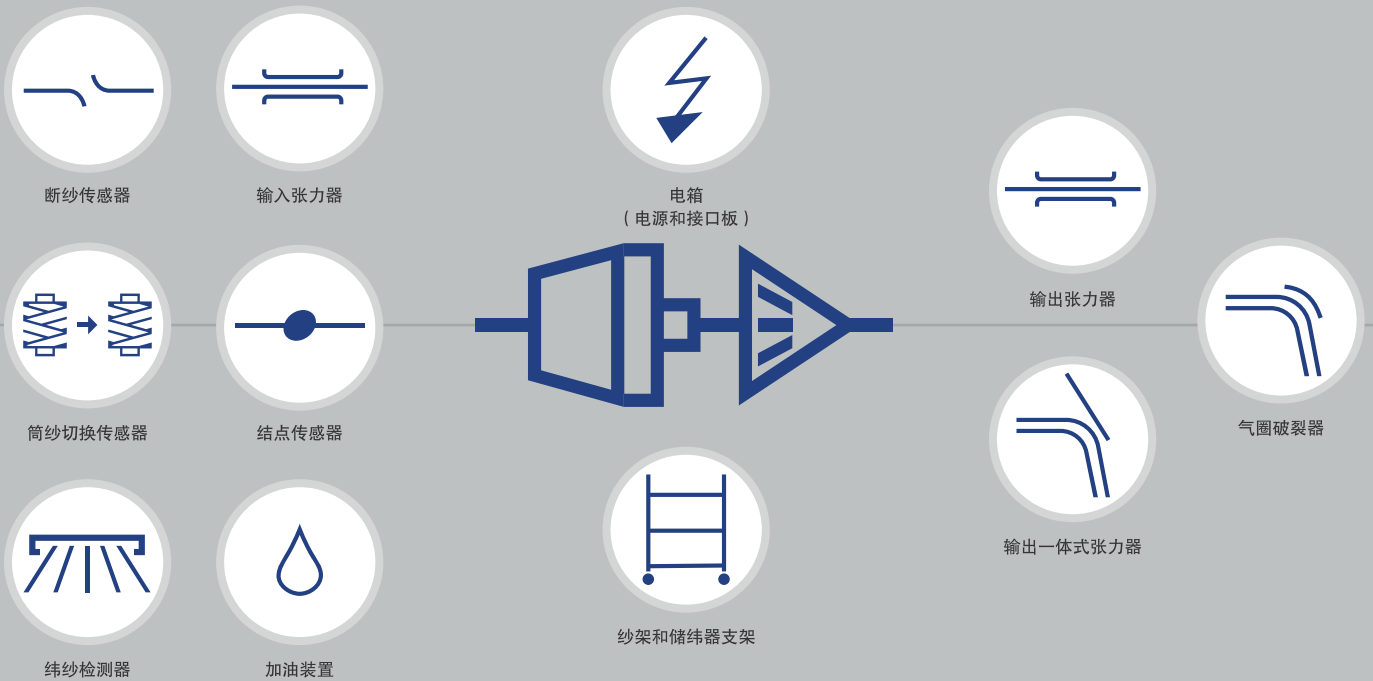 断纱传感器
输入张力器
电箱
(电源和接口板)
输出张力器
筒纱切换传感器
结点传感器
气圈破裂器
输出一体式张力器
纱架和储纬器支架
纬纱检测器
加油装置